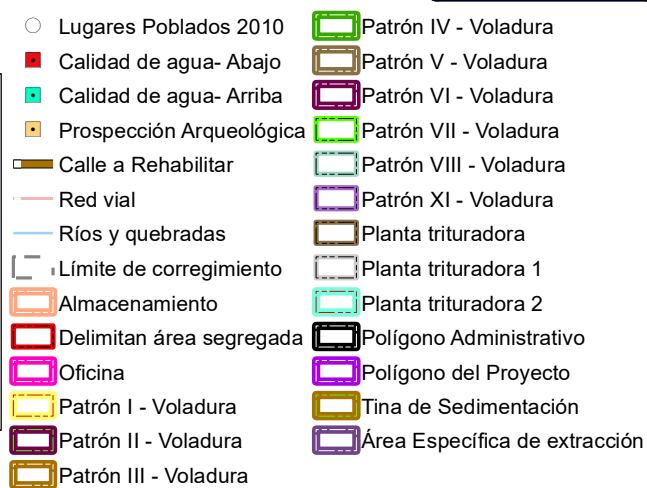 Lugares Poblados 2010
Calidad de agua- Abajo
Calidad de agua- Arriba
Prospección Arqueológica
Calle a Rehabilitar
Red vial
Ríos y quebradas
Límite de corregimiento
Almacenamiento
Delimitan área segregada
Oficina
Patrón I - Voladura
Patrón II - Voladura
Patrón III - Voladura
Patrón IV - Voladura
Patrón V - Voladura
Patrón VI - Voladura
Patrón VII - Voladura
Patrón VIII - Voladura
Patrón XI - Voladura
Planta trituradora
Planta trituradora 1
Planta trituradora 2
Polígono Administrativo
Polígono del Proyecto
Tina de Sedimentación
Área Específica de extracción